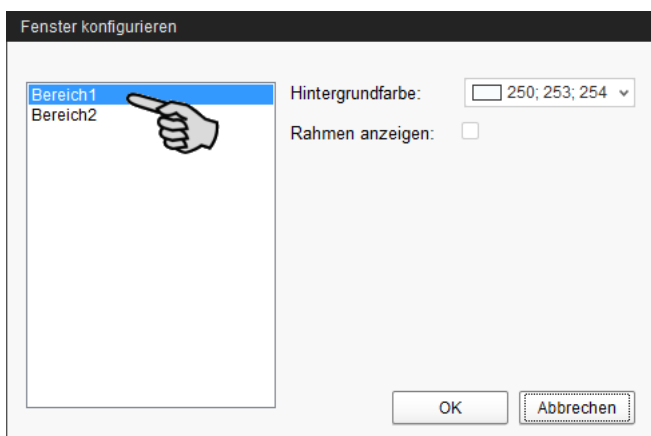 Fenster konfigurieren
Bereich1
Bereich2
Hintergrundfarbe: 250; 253; 254
Rahmen anzeigen:
OK Abbrechen